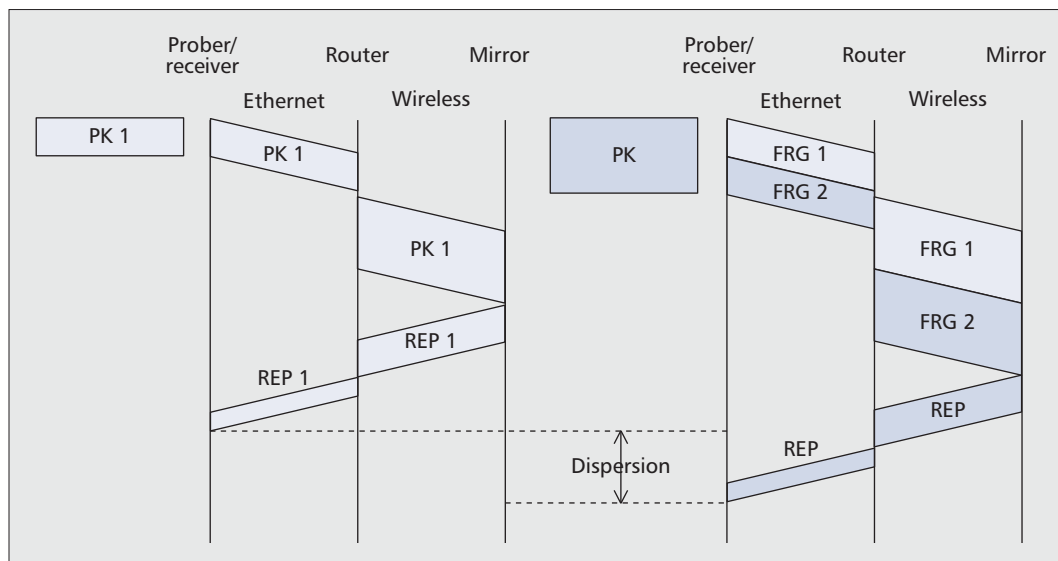 Prober/
receiver
Router
Mirror
Ethernet
Wireless
PK 1
PK 1
PK 1
REP 1
REP 1
Prober/
receiver
Router
Mirror
Ethernet
Wireless
PK
FRG 1
FRG 2
FRG 1
FRG 2
REP
REP
Dispersion